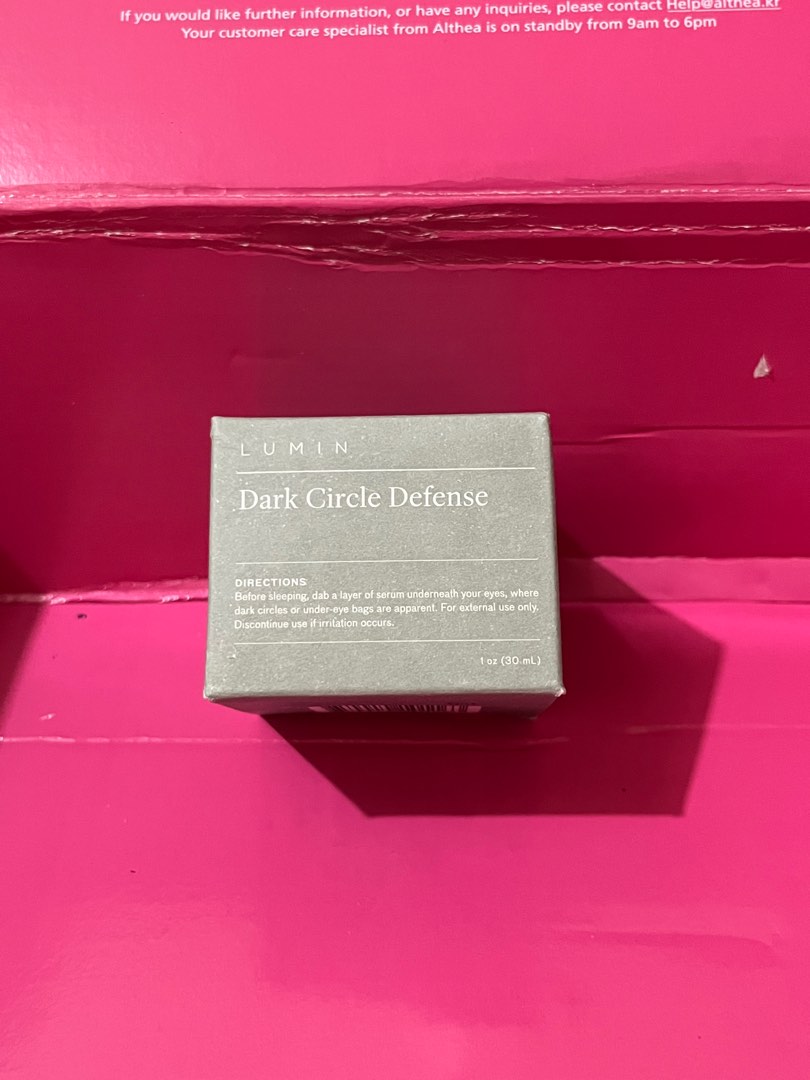 If you would like further information, or have any inquiries, please contact Help@althea.kr
Your customer care specialist from Althea is on standby from 9am to 6pm
LUMIN
Dark Circle Defense
DIRECTIONS
Before sleeping, dab a layer of serum underneath your eyes, where
dark circles or under-eye bags are apparent. For external use only.
Discontinue use if irritation occurs.
1 oz (30 mL)